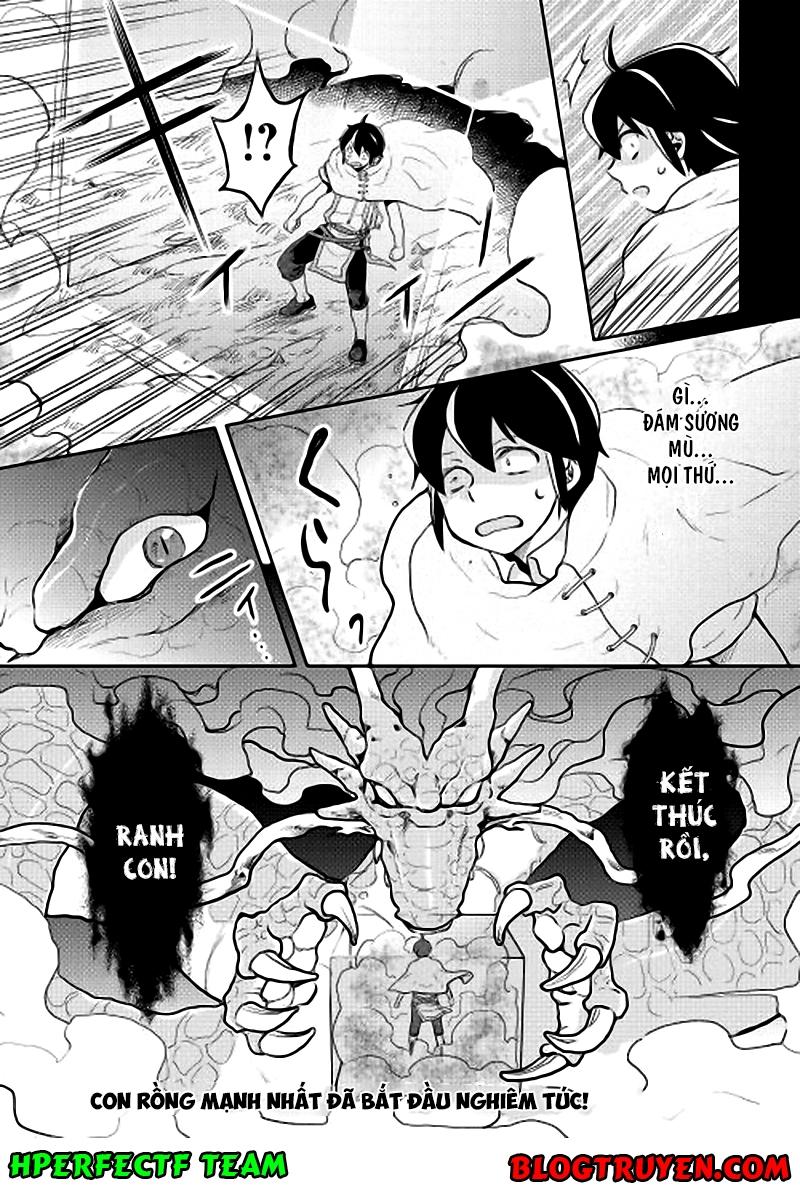 !?
GÌ...
ĐÁM SƯƠNG
MÙ...
MỌI THỨ...
KẾT
THÚC
RỒI,
RANH
CON!
CON RỒNG MẠNH NHẤT ĐÃ BẮT ĐẦU NGHIÊM TÚC!
HPERFECTF TEAM
BLOGTRUYEN.COM